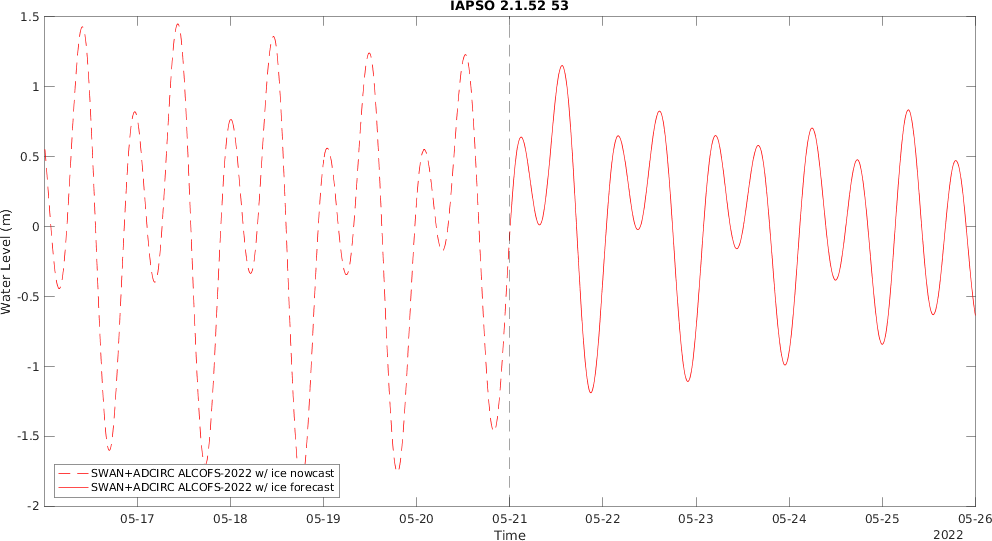 IAPSO 2.1.52 53
1.5
1
0.5
0
-0.5
-1
-1.5
-2
Water Level (m)
SWAN+ADCIRC ALCOFS-2022 w/ ice nowcast
SWAN+ADCIRC ALCOFS-2022 w/ ice forecast
05-17 05-18 05-19 05-20 05-21 05-22 05-23 05-24 05-25 05-26
Time
2022